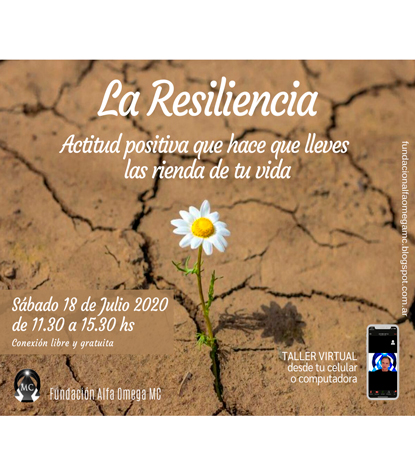 La Resiliencia
Actitud positiva que hace que lleves
las rienda de tu vida
fundacionalfaomegamc.blogspot.com.ar
Sábado 18 de Julio 2020
de 11.30 a 15.30 hs
Conexión libre y gratuita
TALLER VIRTUAL
desde tu celular
o computadora
MC
Fundación Alfa Omega MC